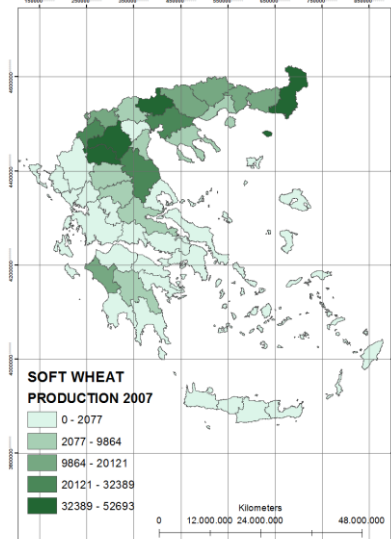 4600000
4400000
4200000
4000000
3800000
SOFT WHEAT
PRODUCTION 2007
0 - 2077
2077 - 9864
9864 - 20121
20121 - 32389
32389 - 52693
Kilometers
0 12.000.000 24.000.000 48.000.000